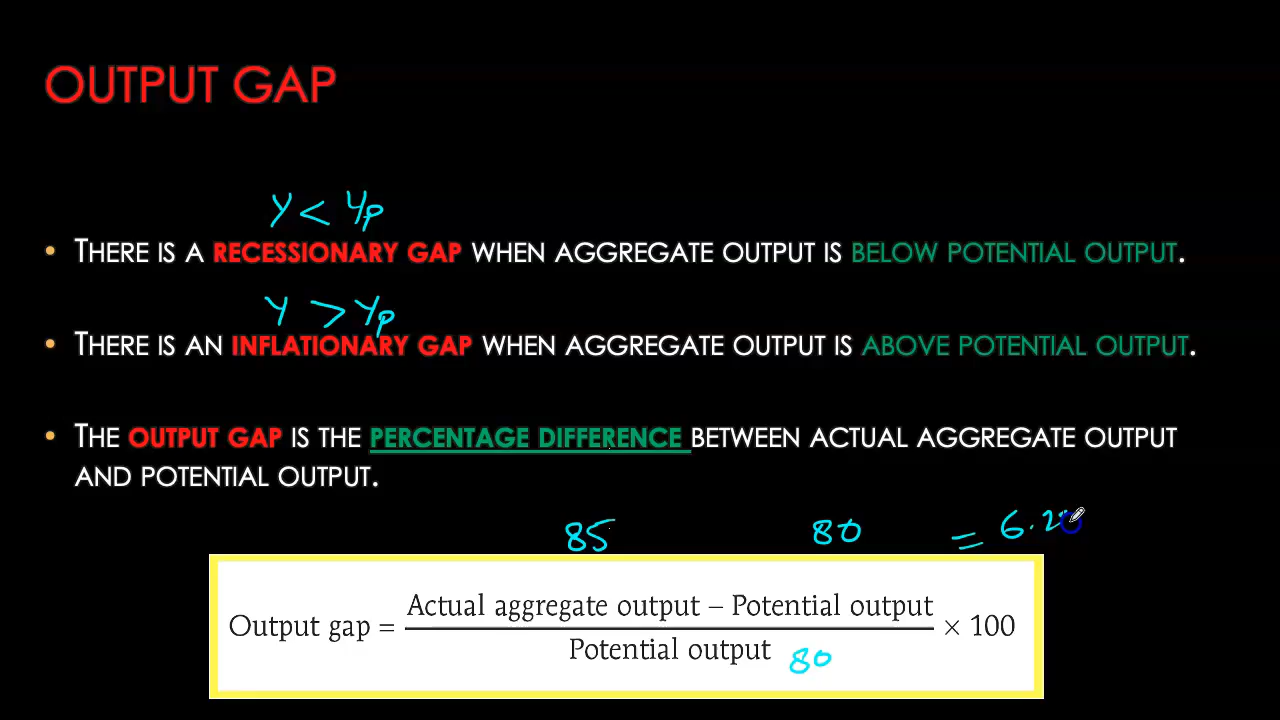 OUTPUT GAP
Y < Yp
• THERE IS A RECESSIONARY GAP WHEN AGGREGATE OUTPUT IS BELOW POTENTIAL OUTPUT.
Y > Yp
• THERE IS AN INFLATIONARY GAP WHEN AGGREGATE OUTPUT IS ABOVE POTENTIAL OUTPUT.
• THE OUTPUT GAP IS THE PERCENTAGE DIFFERENCE BETWEEN ACTUAL AGGREGATE OUTPUT
AND POTENTIAL OUTPUT.
85 80 =
Actual aggregate output – Potential output
Output gap = × 100
Potential output 80